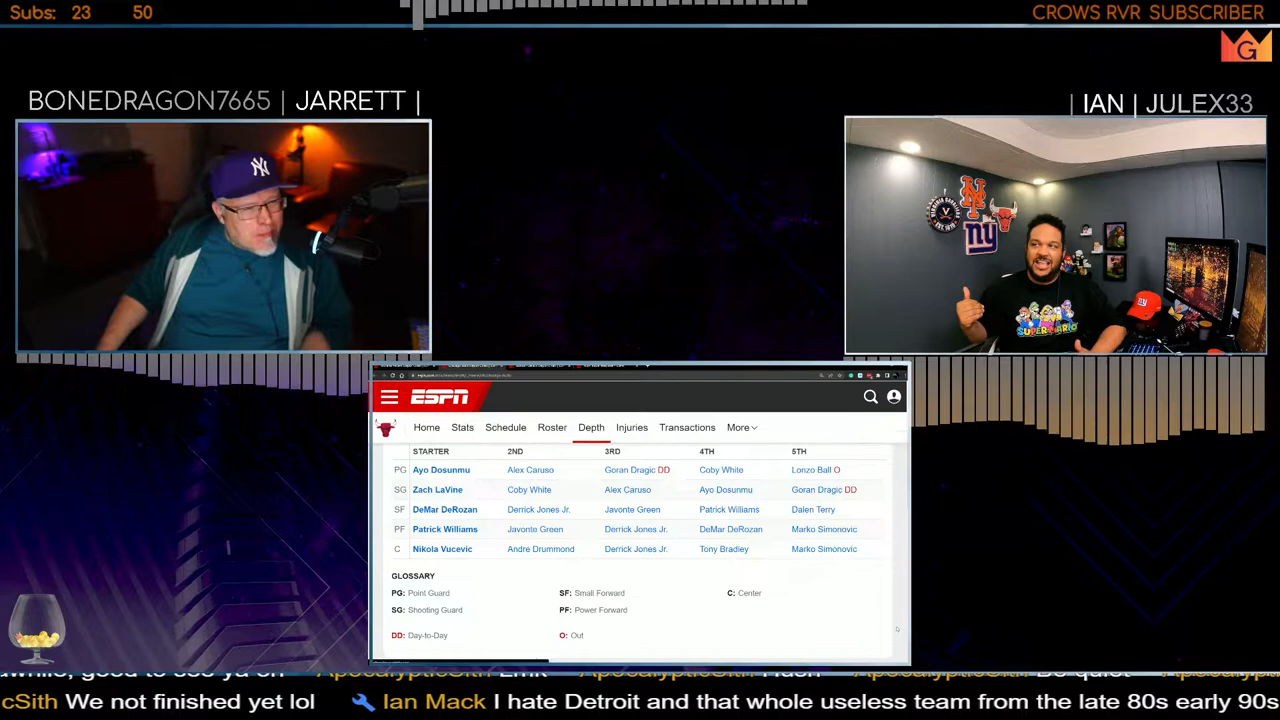 Subs: 23 50
CROWS RVR SUBSCRIBER
G
BONEDRAGON7665 | JARRETT |
| IAN | JULEX33
NY
ny
SUPER MARIO
ESPN
Home Stats Schedule Roster Depth Injuries Transactions More
STARTER 2ND 3RD 4TH 5TH
PG Ayo Dosunmu Alex Caruso Goran Dragic DD Coby White Lonzo Ball O
SG Zach LaVine Coby White Alex Caruso Ayo Dosunmu Goran Dragic DD
SF DeMar DeRozan Derrick Jones Jr. Javonte Green Patrick Williams Dalen Terry
PF Patrick Williams Javonte Green Derrick Jones Jr. DeMar DeRozan Marko Simonovic
C Nikola Vucevic Andre Drummond Derrick Jones Jr. Tony Bradley Marko Simonovic
GLOSSARY
PG: Point Guard SF: Small Forward C: Center
SG: Shooting Guard PF: Power Forward
DD: Day-to-Day O: Out
cSith We not finished yet lol Ian Mack I hate Detroit and that whole useless team from the late 80s early 90s